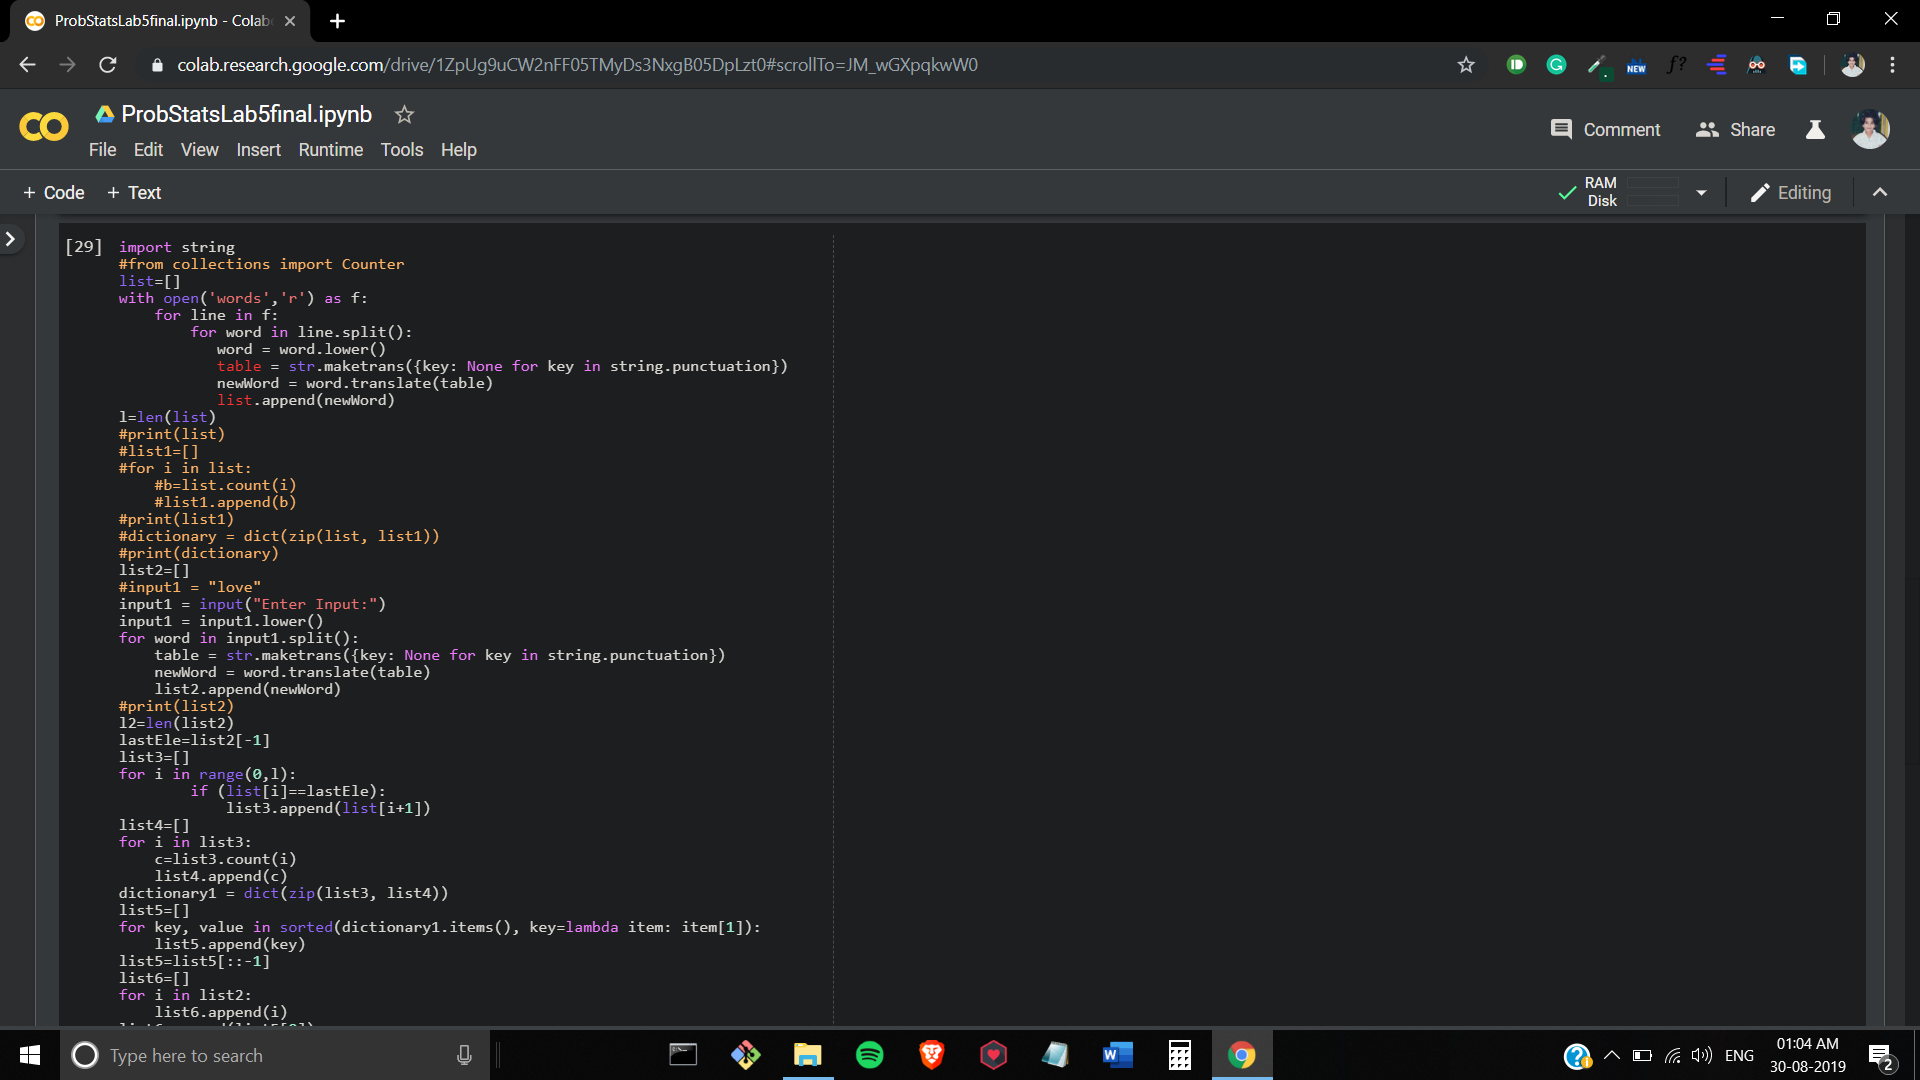 ProbStatsLab5final.ipynb - Colab
colab.research.google.com/drive/1ZpUg9uCW2nFF05TMyDs3NxgB05DpLzt0#scrollTo=JM_wGXpqkwW0
NEW
f?
ProbStatsLab5final.ipynb
Comment
Share
File Edit View Insert Runtime Tools Help
+ Code + Text
RAM
Disk
Editing
[29] import string
#from collections import Counter
list=[]
with open('words','r') as f:
    for line in f:
        for word in line.split():
           word = word.lower()
           table = str.maketrans({key: None for key in string.punctuation})
           newWord = word.translate(table)
           list.append(newWord)
l=len(list)
#print(list)
#list1=[]
#for i in list:
    #b=list.count(i)
    #list1.append(b)
#print(list1)
#dictionary = dict(zip(list, list1))
#print(dictionary)
list2=[]
#input1 = "love"
input1 = input("Enter Input:")
input1 = input1.lower()
for word in input1.split():
    table = str.maketrans({key: None for key in string.punctuation})
    newWord = word.translate(table)
    list2.append(newWord)
#print(list2)
l2=len(list2)
lastEle=list2[-1]
list3=[]
for i in range(0,l):
        if (list[i]==lastEle):
            list3.append(list[i+1])
list4=[]
for i in list3:
    c=list3.count(i)
    list4.append(c)
dictionary1 = dict(zip(list3, list4))
list5=[]
for key, value in sorted(dictionary1.items(), key=lambda item: item[1]):
    list5.append(key)
list5=list5[::-1]
list6=[]
for i in list2:
    list6.append(i)
Type here to search
ENG
01:04 AM
30-08-2019
2